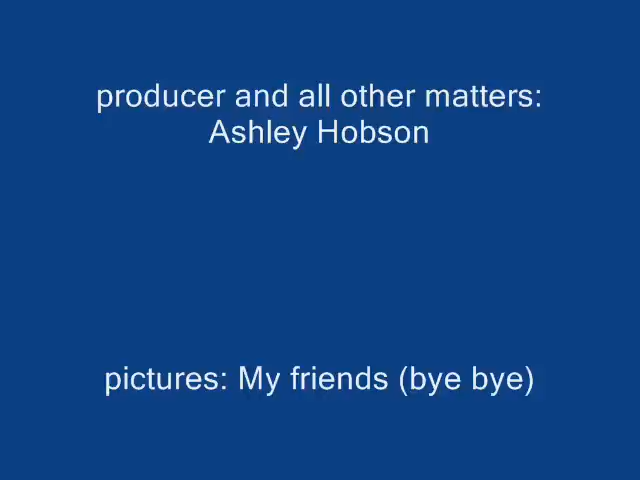 producer and all other matters:
Ashley Hobson
pictures: My friends (bye bye)